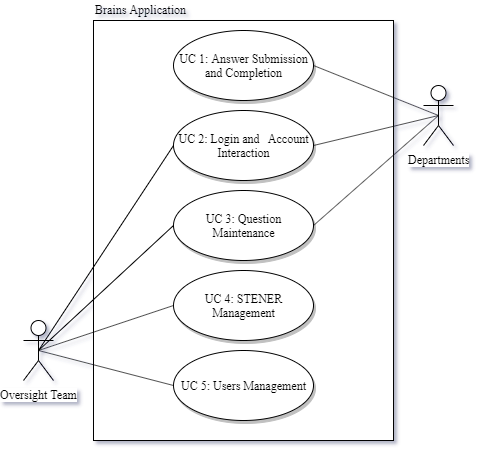 Brains Application
UC 1: Answer Submission
and Completion
UC 2: Login and Account
Interaction
Departments
UC 3: Question
Maintenance
UC 4: STENER
Management
UC 5: Users Management
Oversight Team